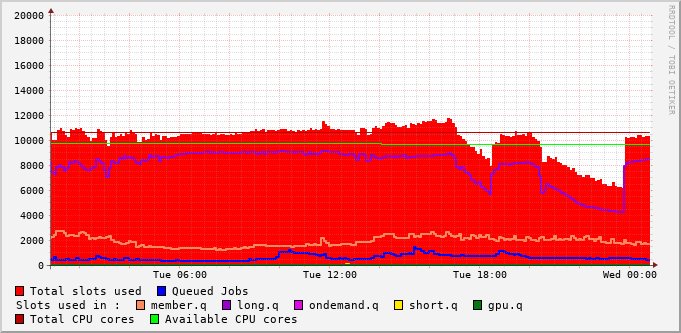 20000
18000
16000
14000
12000
10000
8000
6000
4000
2000
0
Tue 06:00 Tue 12:00 Tue 18:00 Wed 00:00
RRDTOOL / TOBI OETIKER
Total slots used Queued Jobs
Slots used in : member.q long.q ondemand.q short.q gpu.q
Total CPU cores Available CPU cores